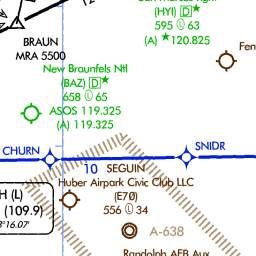 (HYI) D★
595 Ⓛ 63
(A) ★120.825
BRAUN
MRA 5500
Fen
New Braunfels Ntl
(BAZ) D★
658 Ⓛ 65
ASOS 119.325
(A) 119.325
CHURN
SNIDR
10
SEGUIN
Huber Airpark Civic Club LLC
(E70)
556 Ⓛ 34
H (L)
(109.9)
8°16.07'
A-638
Randolph AFB Aux